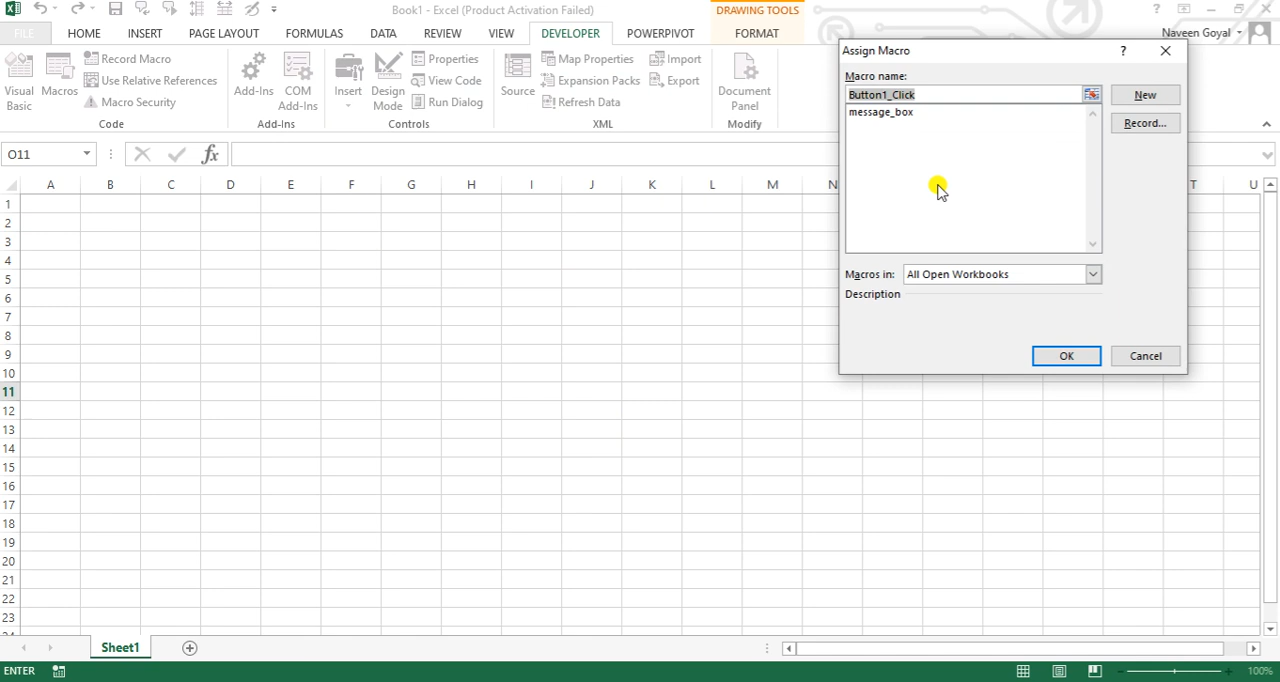 Book1 - Excel (Product Activation Failed)
DRAWING TOOLS
?
FILE
HOME
INSERT
PAGE LAYOUT
FORMULAS
DATA
REVIEW
VIEW
DEVELOPER
POWERPIVOT
FORMAT
Naveen Goyal
Visual Basic
Macros
Record Macro
Use Relative References
Macro Security
Code
Add-Ins
COM Add-Ins
Add-Ins
Insert
Design Mode
Properties
View Code
Run Dialog
Controls
Source
Map Properties
Expansion Packs
Refresh Data
Import
Export
XML
Document Panel
Modify
Assign Macro
?
Macro name:
Button1_Click
message_box
New
Record...
Macros in:
All Open Workbooks
Description
OK
Cancel
O11
fx
A B C D E F G H I J K L M N T U
1
2
3
4
5
6
7
8
9
10
11
12
13
14
15
16
17
18
19
20
21
22
23
24
Sheet1
ENTER
100%